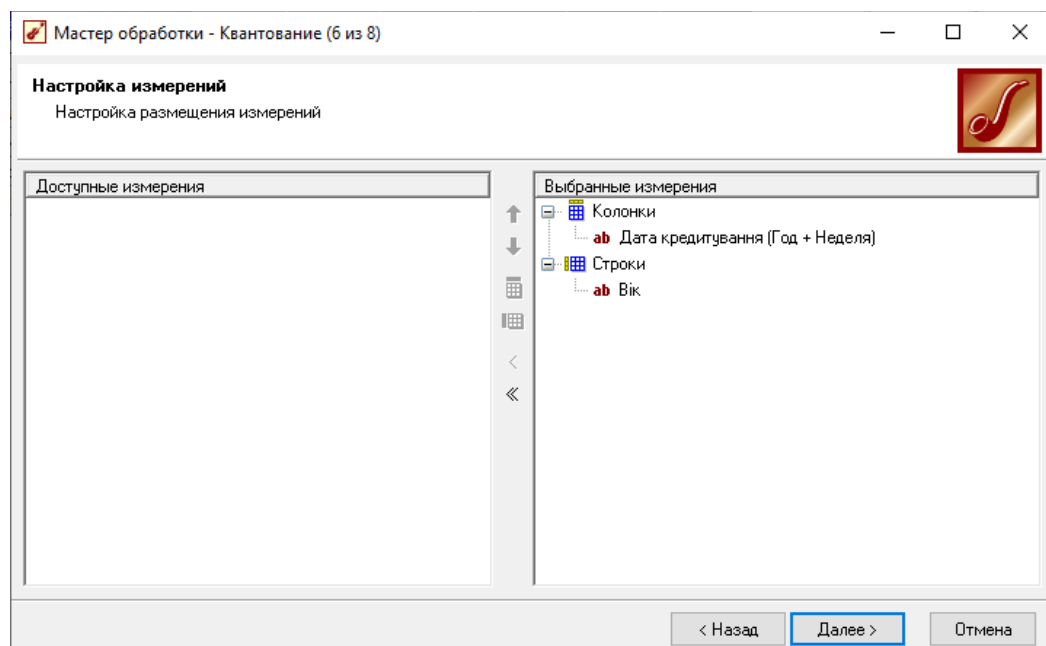 Мастер обработки - Квантование (6 из 8)
Настройка измерений
Настройка размещения измерений
Доступные измерения
Выбранные измерения
Колонки
ab Дата кредитування (Год + Неделя)
Строки
ab Вік
< Назад
Далее >
Отмена